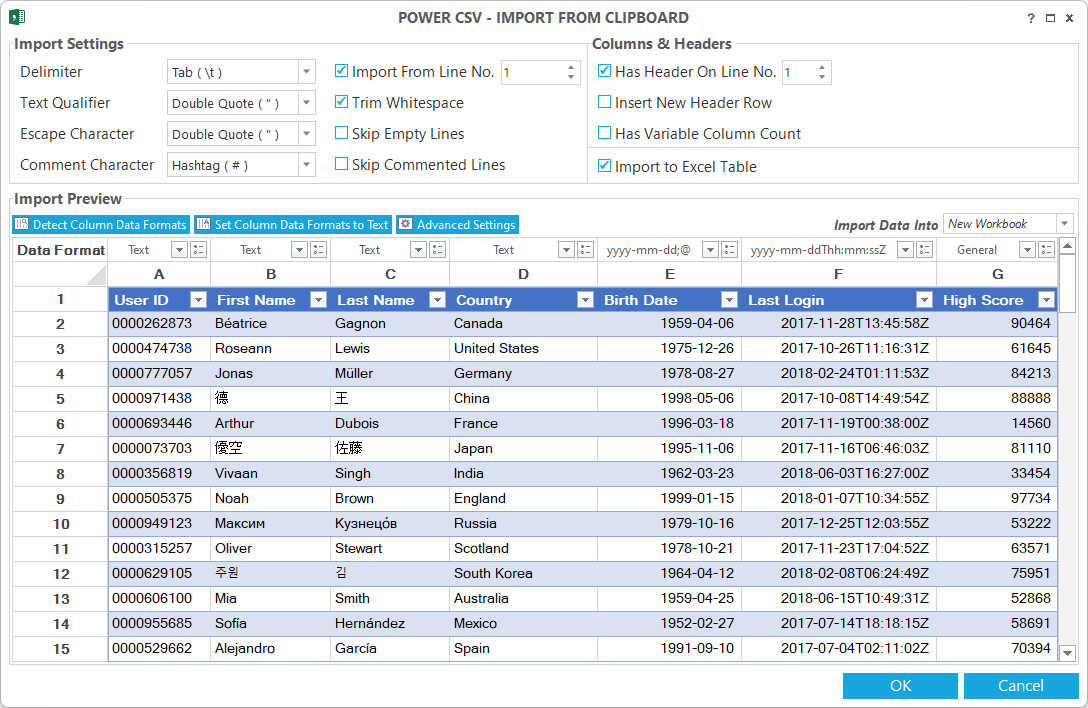 POWER CSV - IMPORT FROM CLIPBOARD
?
Import Settings
Delimiter Tab ( \t )
Text Qualifier Double Quote ( " )
Escape Character Double Quote ( " )
Comment Character Hashtag ( # )
Import From Line No. 1
Trim Whitespace
Skip Empty Lines
Skip Commented Lines
Columns & Headers
Has Header On Line No. 1
Insert New Header Row
Has Variable Column Count
Import to Excel Table
Import Preview
Detect Column Data Formats Set Column Data Formats to Text Advanced Settings Import Data Into New Workbook
Data Format Text Text Text Text yyyy-mm-dd;@ yyyy-mm-ddThh:mm:ssZ General
A B C D E F G
1 User ID First Name Last Name Country Birth Date Last Login High Score
2 0000262873 Béatrice Gagnon Canada 1959-04-06 2017-11-28T13:45:58Z 90464
3 0000474738 Roseann Lewis United States 1975-12-26 2017-10-26T11:16:31Z 61645
4 0000777057 Jonas Müller Germany 1978-08-27 2018-02-24T01:11:53Z 84213
5 0000971438 德 王 China 1998-05-06 2017-10-08T14:49:54Z 88888
6 0000693446 Arthur Dubois France 1996-03-18 2017-11-19T00:38:00Z 14560
7 0000073703 優空 佐藤 Japan 1995-11-06 2017-11-16T06:46:03Z 81110
8 0000356819 Vivaan Singh India 1962-03-23 2018-06-03T16:27:00Z 33454
9 0000505375 Noah Brown England 1999-01-15 2018-01-07T10:34:55Z 97734
10 0000949123 Максим Кузнецо́в Russia 1979-10-16 2017-12-25T12:03:55Z 53222
11 0000315257 Oliver Stewart Scotland 1978-10-21 2017-11-23T17:04:52Z 63571
12 0000629105 주원 김 South Korea 1964-04-12 2018-02-08T06:24:49Z 75951
13 0000606100 Mia Smith Australia 1959-04-25 2018-06-15T10:49:31Z 52868
14 0000955685 Sofía Hernández Mexico 1952-02-27 2017-07-14T18:18:15Z 58691
15 0000529662 Alejandro García Spain 1991-09-10 2017-07-04T02:11:02Z 70394
OK Cancel